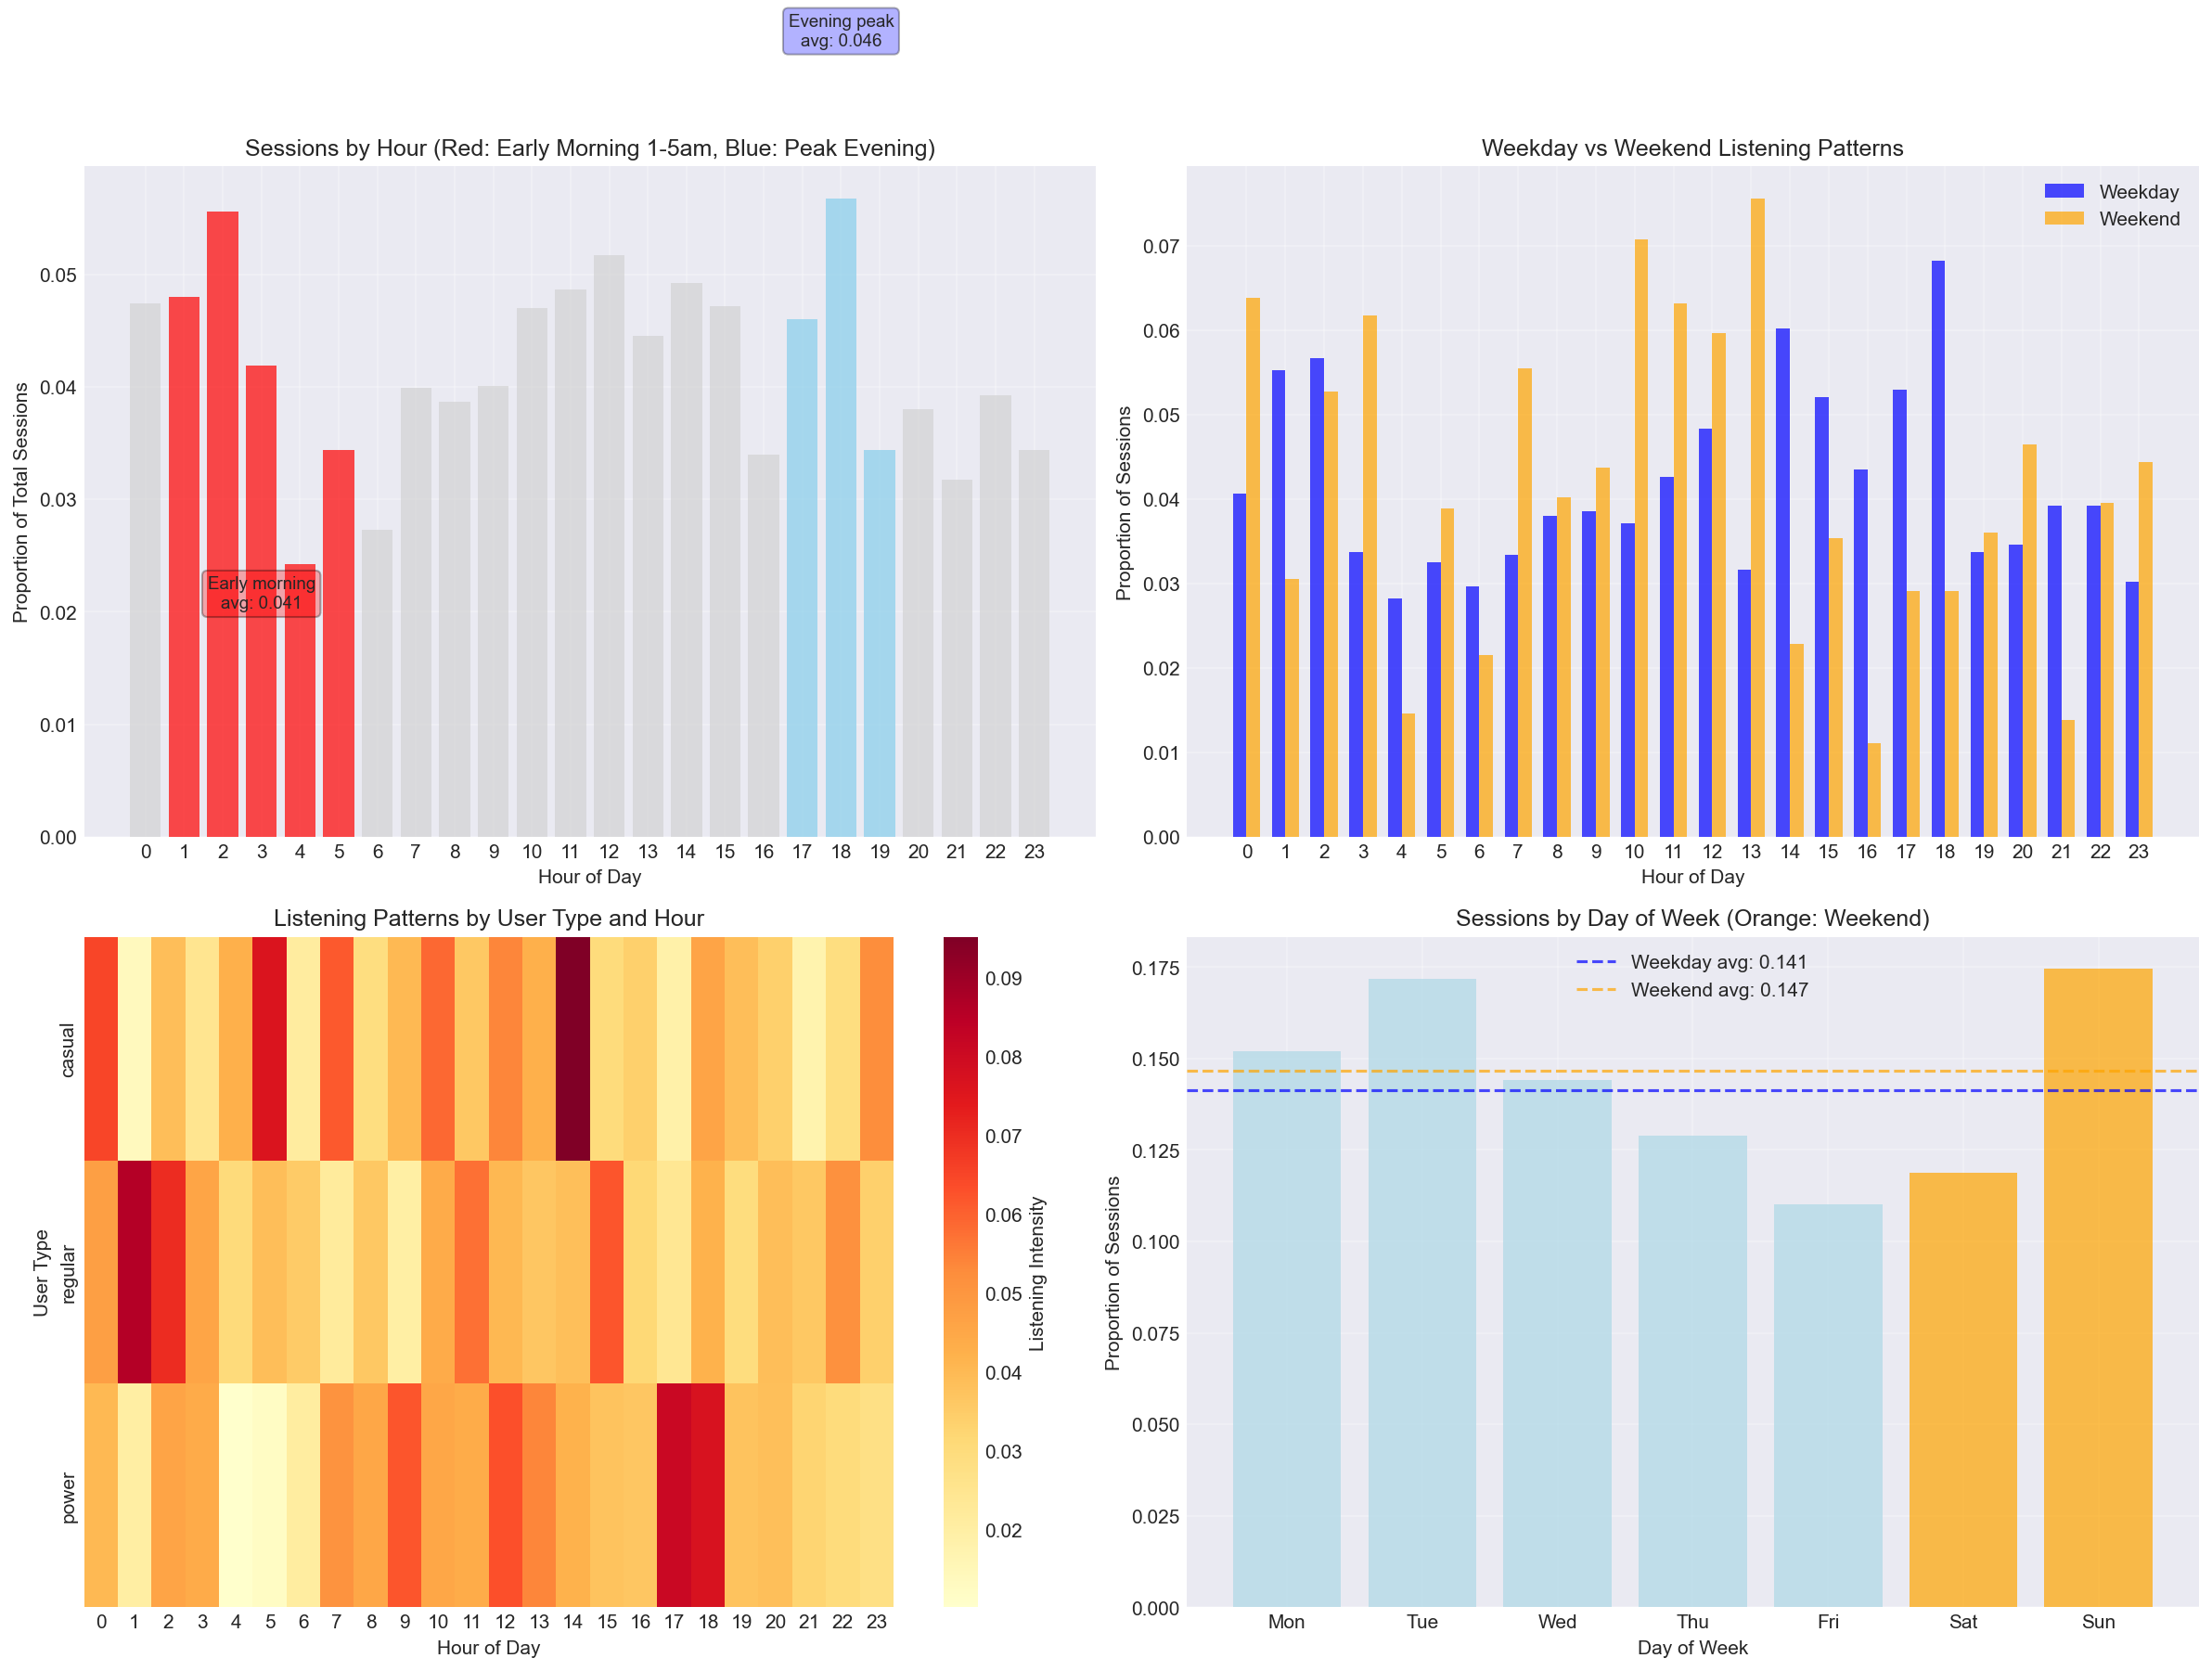 Evening peak
avg: 0.046
Sessions by Hour (Red: Early Morning 1-5am, Blue: Peak Evening)
Proportion of Total Sessions
0.05
0.04
0.03
0.02
0.01
0.00
Early morning
avg: 0.041
0 1 2 3 4 5 6 7 8 9 10 11 12 13 14 15 16 17 18 19 20 21 22 23
Hour of Day
Weekday vs Weekend Listening Patterns
Weekday
Weekend
Proportion of Sessions
0.07
0.06
0.05
0.04
0.03
0.02
0.01
0.00
0 1 2 3 4 5 6 7 8 9 10 11 12 13 14 15 16 17 18 19 20 21 22 23
Hour of Day
Listening Patterns by User Type and Hour
User Type
casual
regular
power
0 1 2 3 4 5 6 7 8 9 10 11 12 13 14 15 16 17 18 19 20 21 22 23
Hour of Day
0.09
0.08
0.07
0.06
0.05
0.04
0.03
0.02
Listening Intensity
Sessions by Day of Week (Orange: Weekend)
Weekday avg: 0.141
Weekend avg: 0.147
Proportion of Sessions
0.175
0.150
0.125
0.100
0.075
0.050
0.025
0.000
Mon Tue Wed Thu Fri Sat Sun
Day of Week